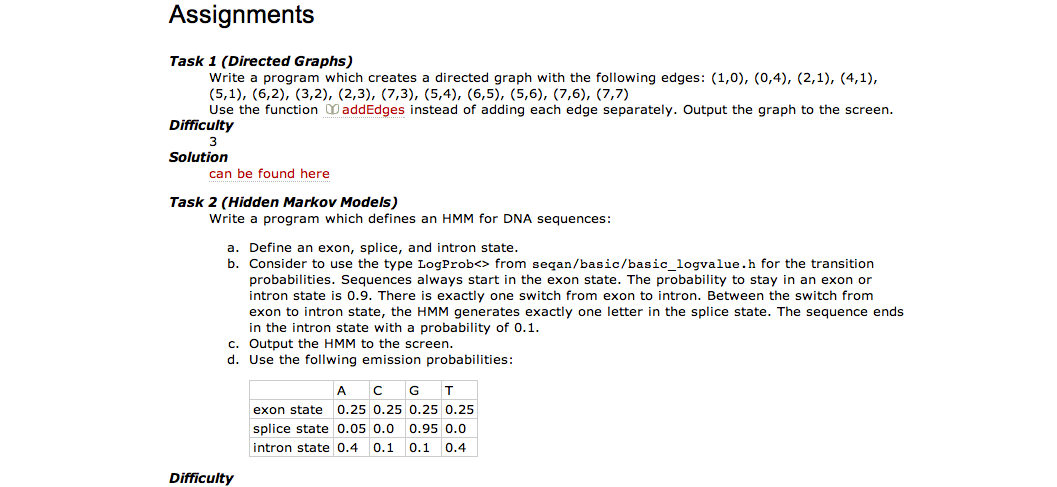 Assignments
Task 1 (Directed Graphs)
Write a program which creates a directed graph with the following edges: (1,0), (0,4), (2,1), (4,1),
(5,1), (6,2), (3,2), (2,3), (7,3), (5,4), (6,5), (5,6), (7,6), (7,7)
Use the function addEdges instead of adding each edge separately. Output the graph to the screen.
Difficulty
3
Solution
can be found here
Task 2 (Hidden Markov Models)
Write a program which defines an HMM for DNA sequences:
a. Define an exon, splice, and intron state.
b. Consider to use the type LogProb<> from seqan/basic/basic_logvalue.h for the transition
probabilities. Sequences always start in the exon state. The probability to stay in an exon or
intron state is 0.9. There is exactly one switch from exon to intron. Between the switch from
exon to intron state, the HMM generates exactly one letter in the splice state. The sequence ends
in the intron state with a probability of 0.1.
c. Output the HMM to the screen.
d. Use the follwing emission probabilities:
A C G T
exon state 0.25 0.25 0.25 0.25
splice state 0.05 0.0 0.95 0.0
intron state 0.4 0.1 0.1 0.4
Difficulty